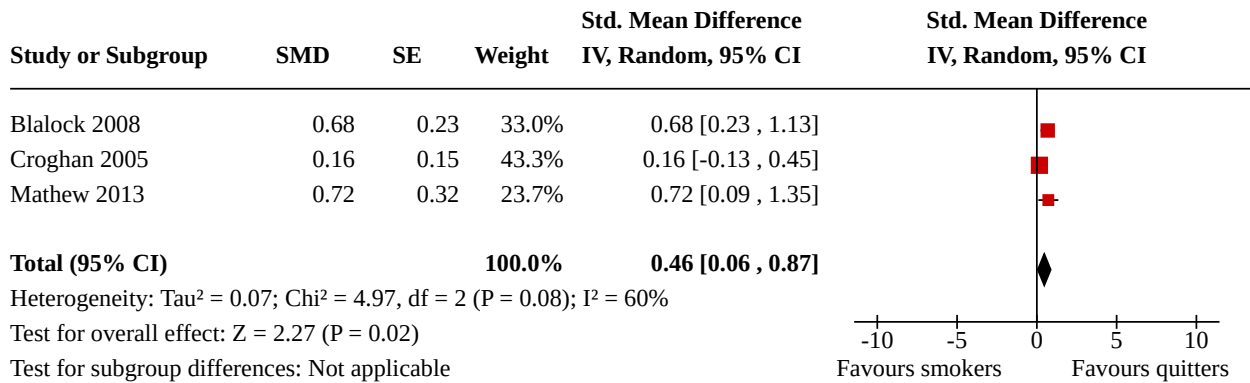 Std. Mean Difference Std. Mean Difference
Study or Subgroup SMD SE Weight IV, Random, 95% CI IV, Random, 95% CI
Blalock 2008 0.68 0.23 33.0% 0.68 [0.23 , 1.13]
Croghan 2005 0.16 0.15 43.3% 0.16 [-0.13 , 0.45]
Mathew 2013 0.72 0.32 23.7% 0.72 [0.09 , 1.35]
Total (95% CI) 100.0% 0.46 [0.06 , 0.87]
Heterogeneity: Tau² = 0.07; Chi² = 4.97, df = 2 (P = 0.08); I² = 60%
Test for overall effect: Z = 2.27 (P = 0.02) -10 -5 0 5 10
Test for subgroup differences: Not applicable Favours smokers Favours quitters